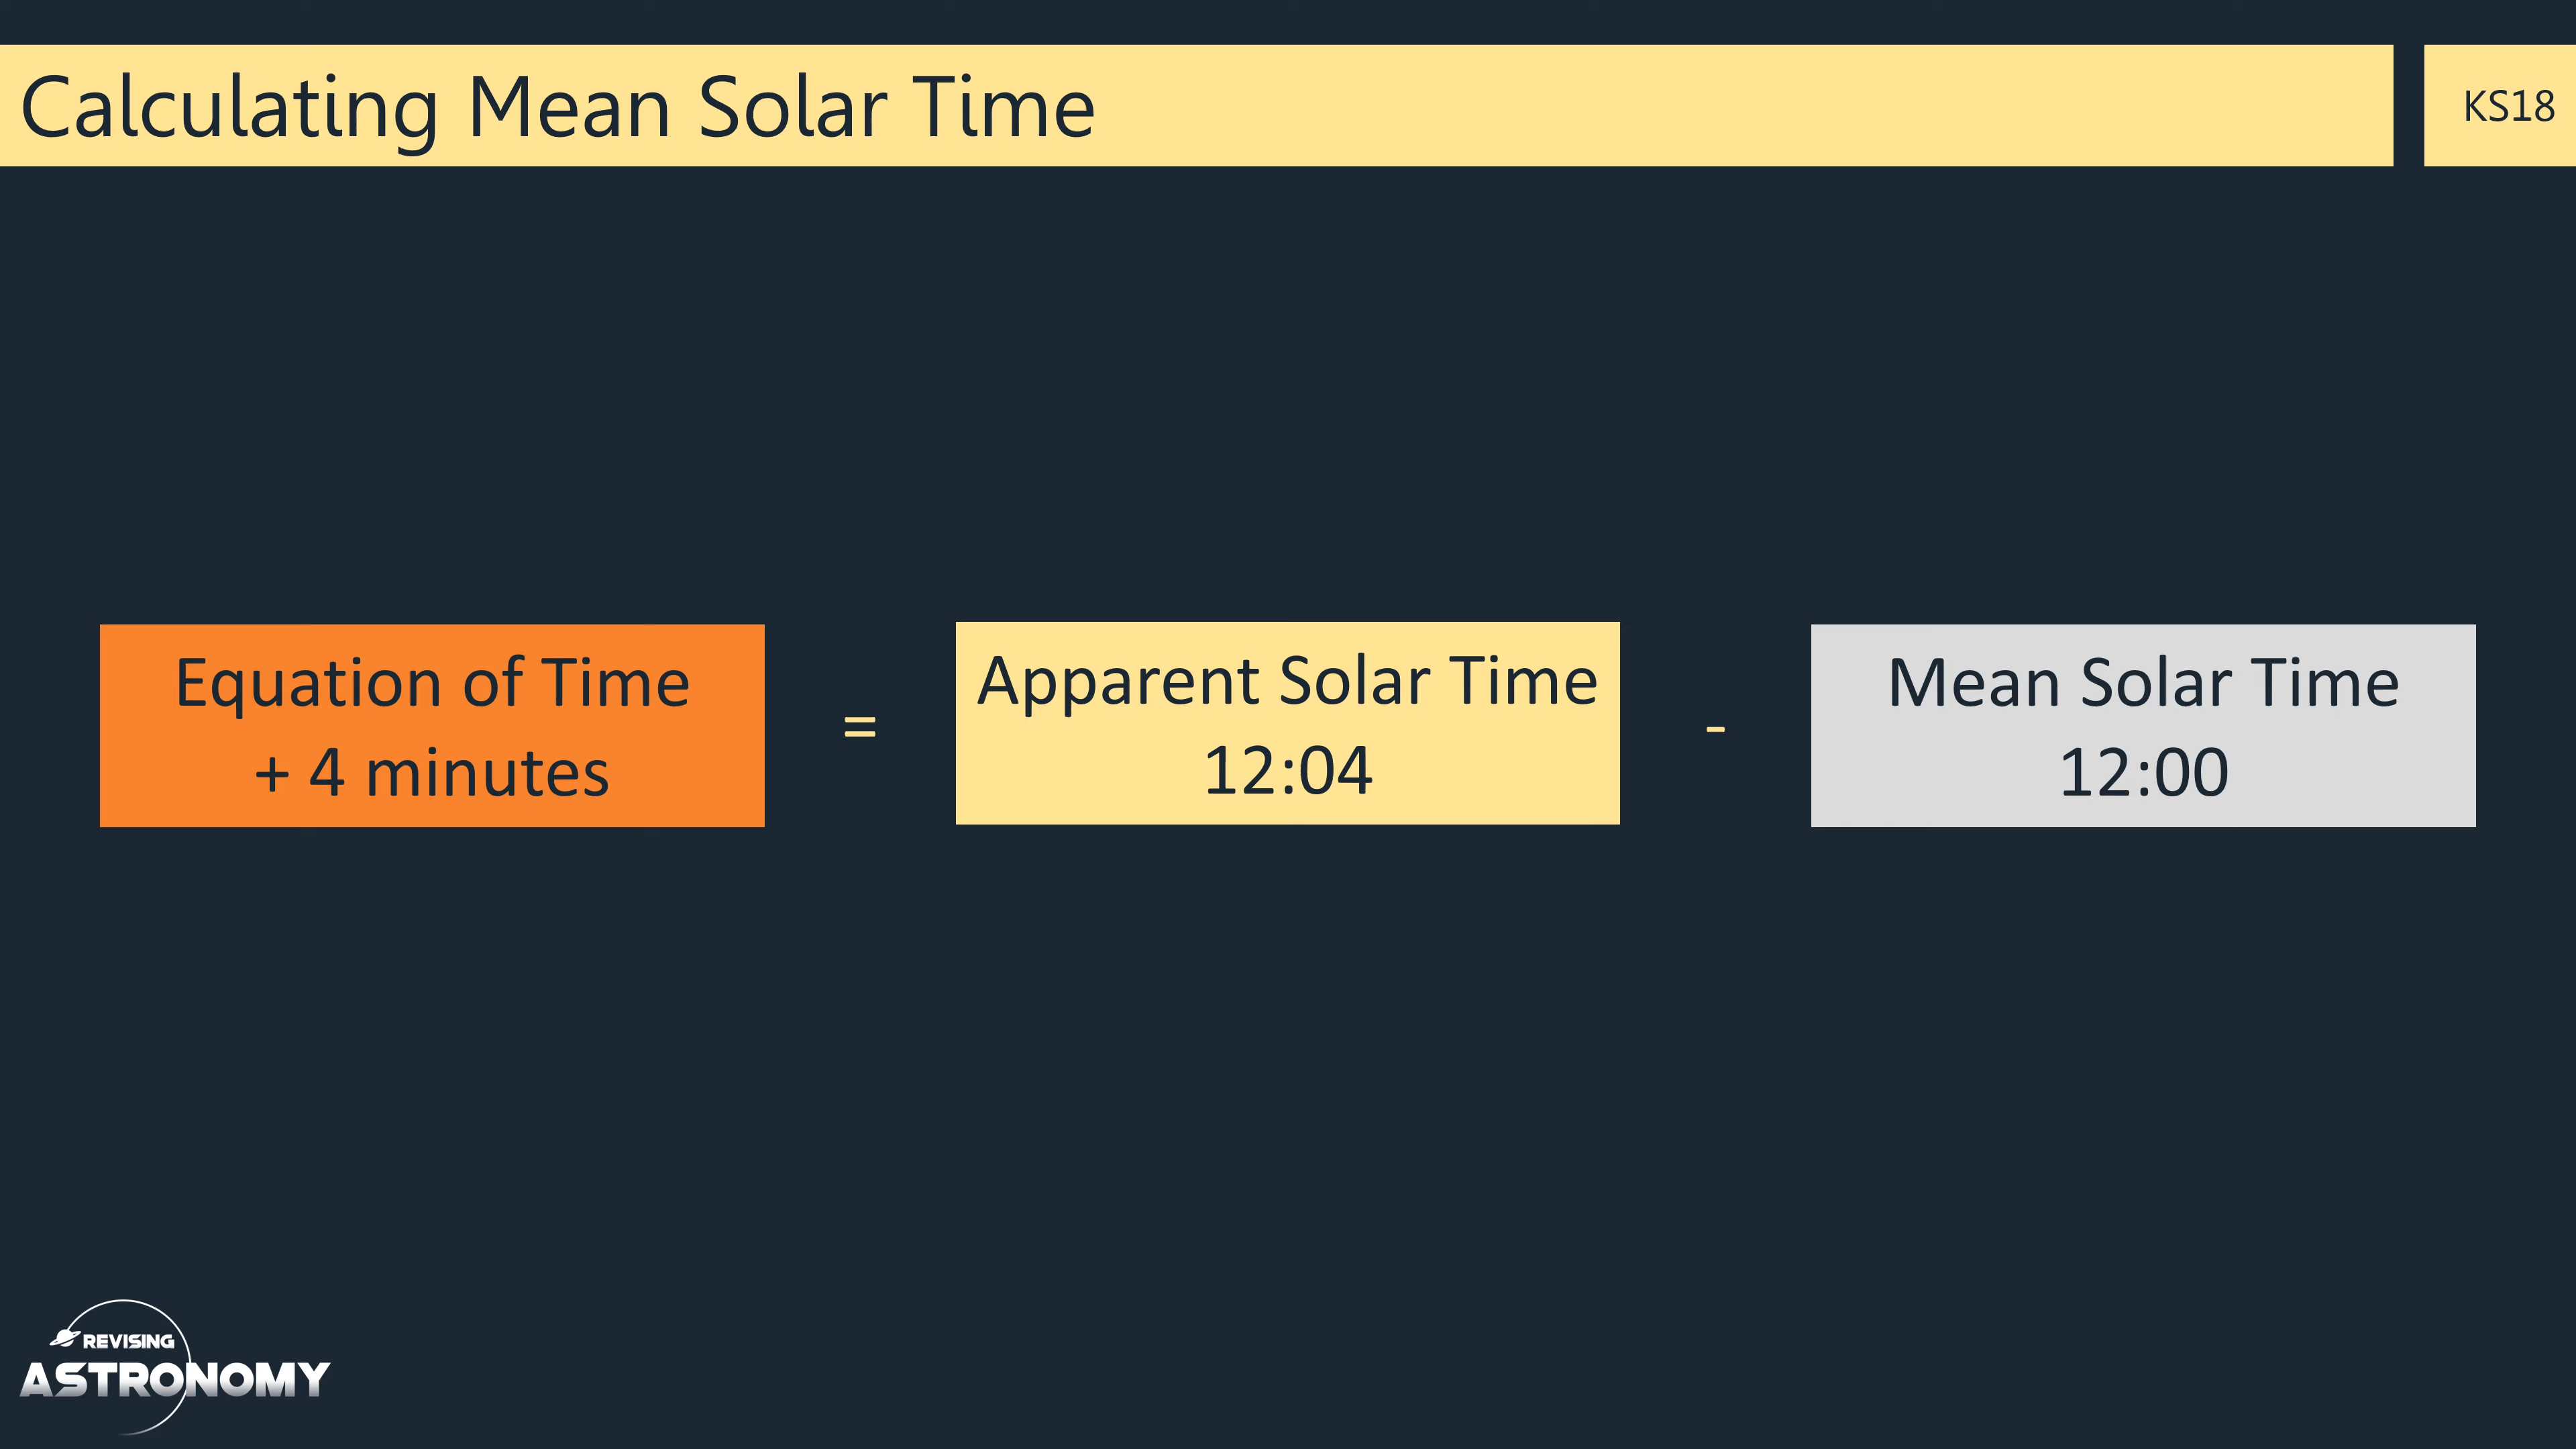 Calculating Mean Solar Time
KS18
Equation of Time
+ 4 minutes
=
Apparent Solar Time
12:04
-
Mean Solar Time
12:00
REVISING
ASTRONOMY